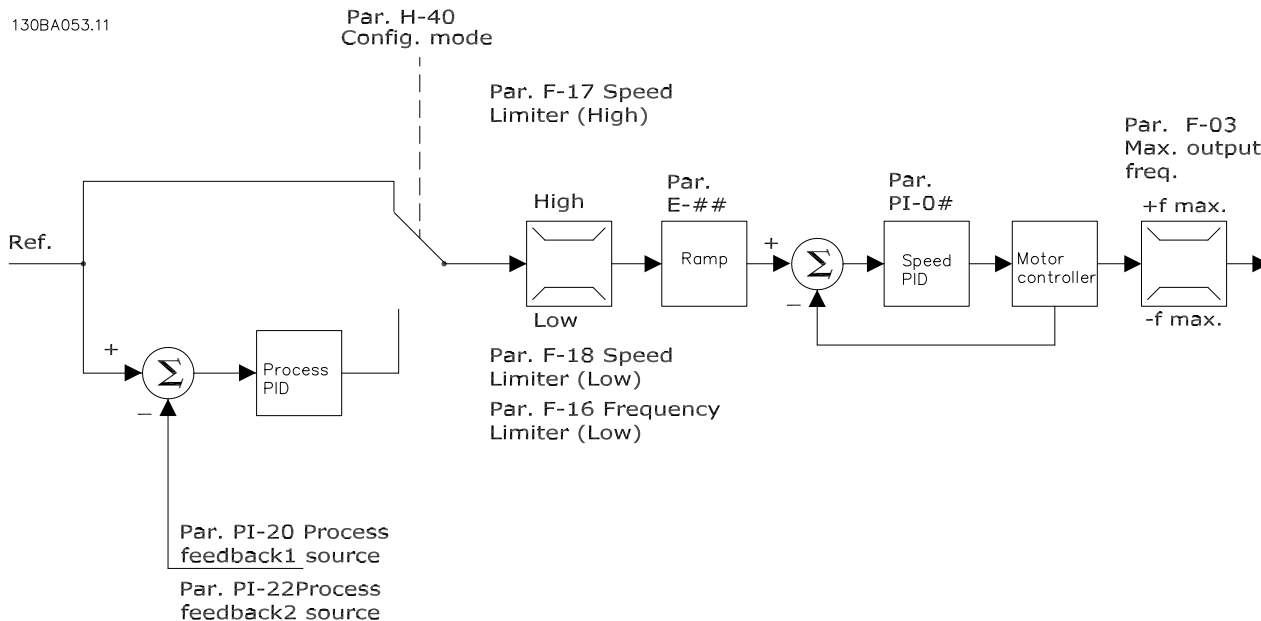 130BA053.11
Par. H-40
Config. mode
Par. F-17 Speed
Limiter (High)
Par.  F-03
Max. output
freq.
Par.
E-##
Par.
PI-0#
High
+f max.
Ref.
Ramp
+
Σ
−
Speed
PID
Motor
controller
Low
-f max.
+
Σ
−
Process
PID
Par. F-18 Speed
Limiter (Low)
Par. F-16 Frequency
Limiter (Low)
Par. PI-20 Process
feedback1 source
Par. PI-22Process
feedback2 source